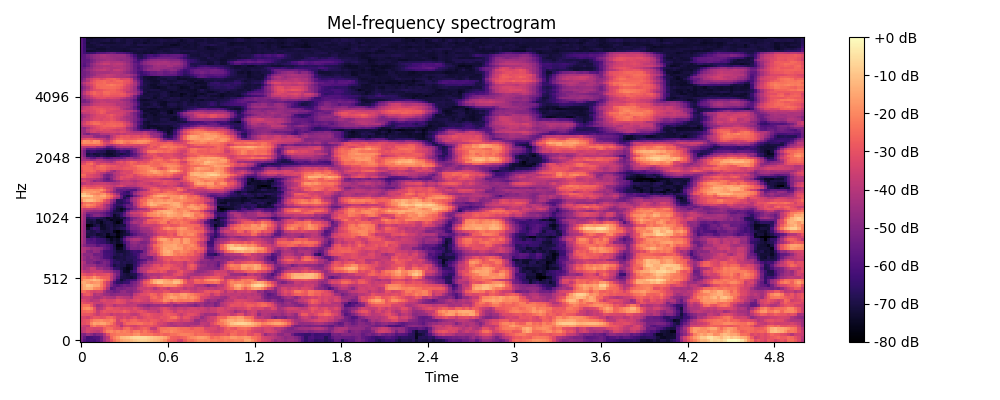 Mel-frequency spectrogram
Hz
4096
2048
1024
512
0
0 0.6 1.2 1.8 2.4 3 3.6 4.2 4.8
Time
+0 dB
-10 dB
-20 dB
-30 dB
-40 dB
-50 dB
-60 dB
-70 dB
-80 dB